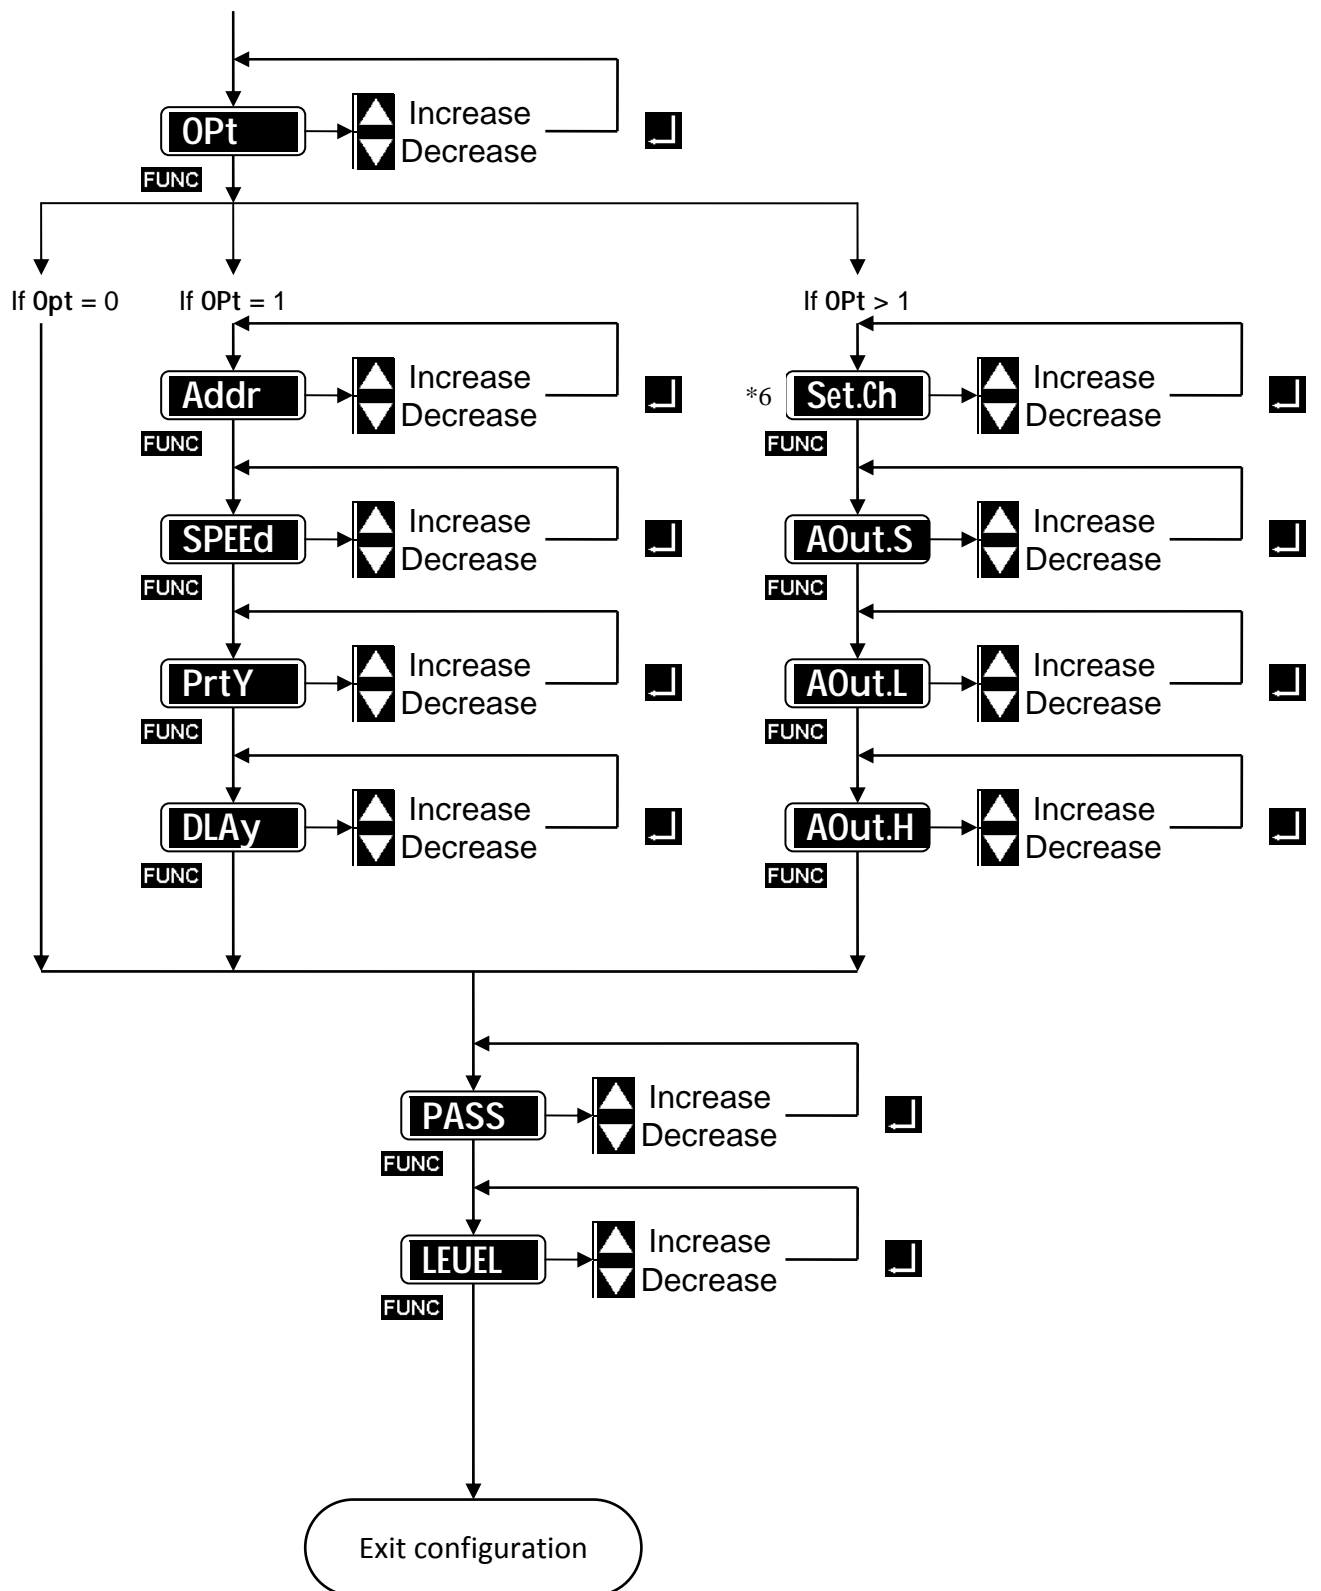 OPt
Increase
Decrease
FUNC
If Opt = 0
If OPt = 1
If OPt > 1
Addr
Increase
Decrease
FUNC
*6
Set.Ch
Increase
Decrease
FUNC
SPEEd
Increase
Decrease
FUNC
AOut.S
Increase
Decrease
FUNC
PrtY
Increase
Decrease
FUNC
AOut.L
Increase
Decrease
FUNC
DLAy
Increase
Decrease
FUNC
AOut.H
Increase
Decrease
FUNC
PASS
Increase
Decrease
FUNC
LEUEL
Increase
Decrease
FUNC
Exit configuration